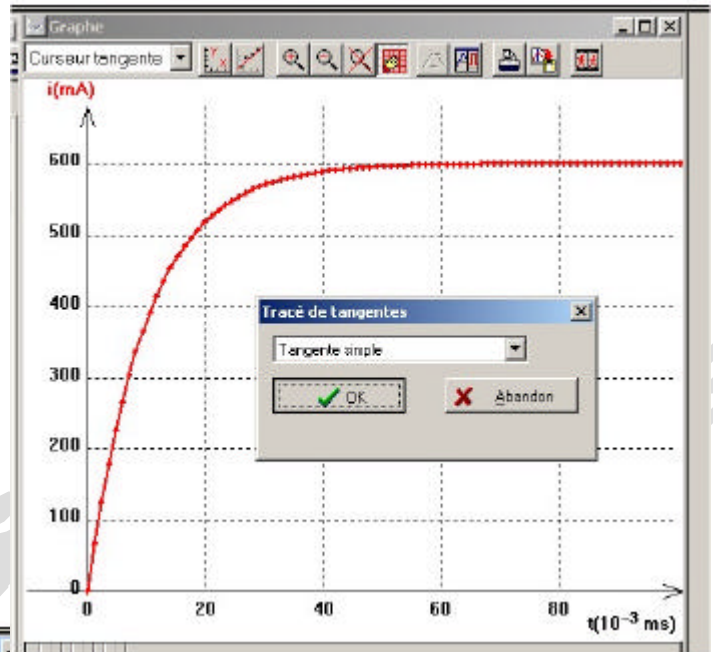 Graphe
Curseur tangente
i(mA)
600
500
400
300
200
100
0
Tracé de tangentes
Tangente simple
OK
Abandon
0 20 40 60 80
t(10⁻³ ms)